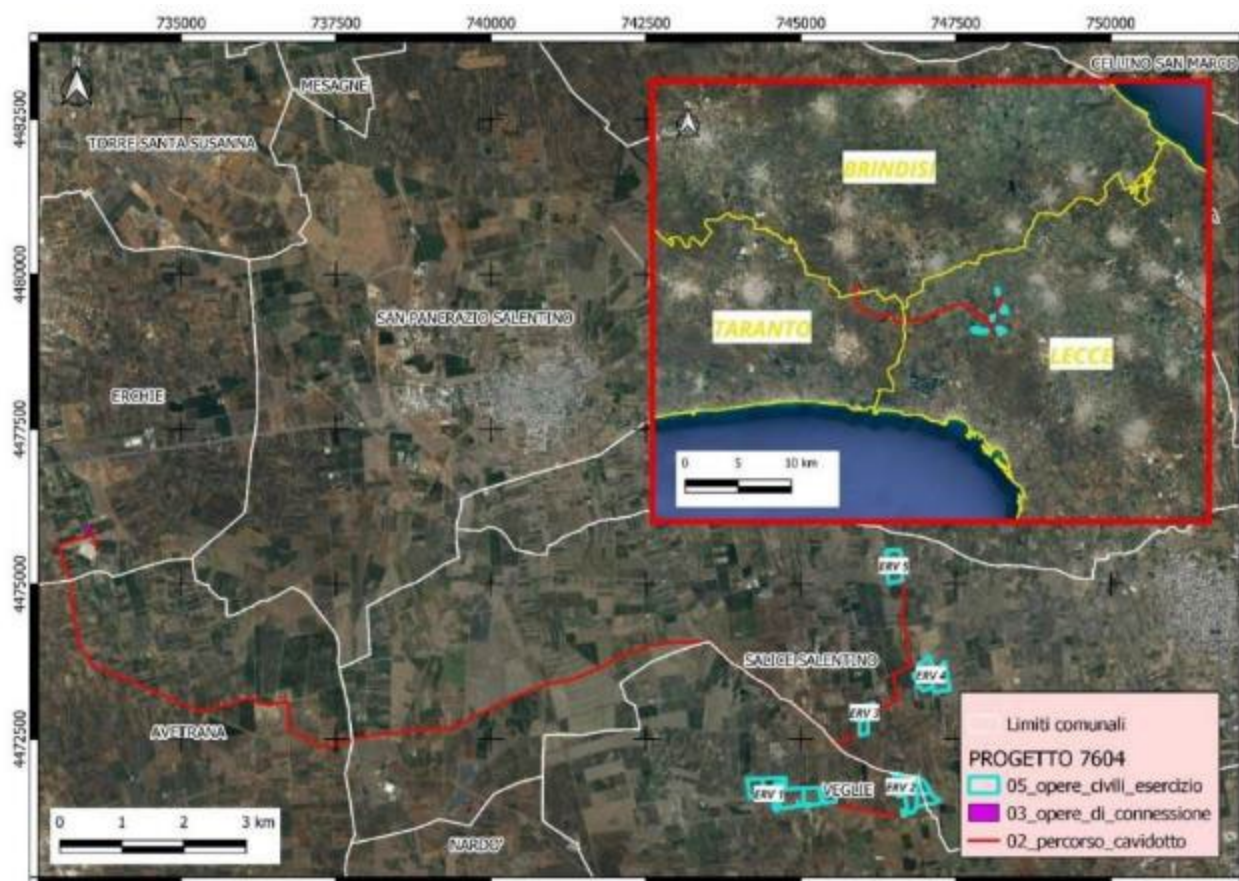 735000 737500 740000 742500 745000 747500 750000
4482500
4480000
4477500
4475000
4472500
N
MESAGNE
CELLINO SAN MARCO
TORRE SANTA SUSANNA
SAN PANCRAZIO SALENTINO
ERCHIE
BRINDISI
TARANTO
LECCE
0 5 10 km
ERV 5
SALICE SALENTINO
ERV 4
ERV 3
AVETRANA
ERV 1
VEGLIE
ERV 2
NARDO'
0 1 2 3 km
Limiti comunali
PROGETTO 7604
05_opere_civili_esercizio
03_opere_di_connessione
02_percorso_cavidotto